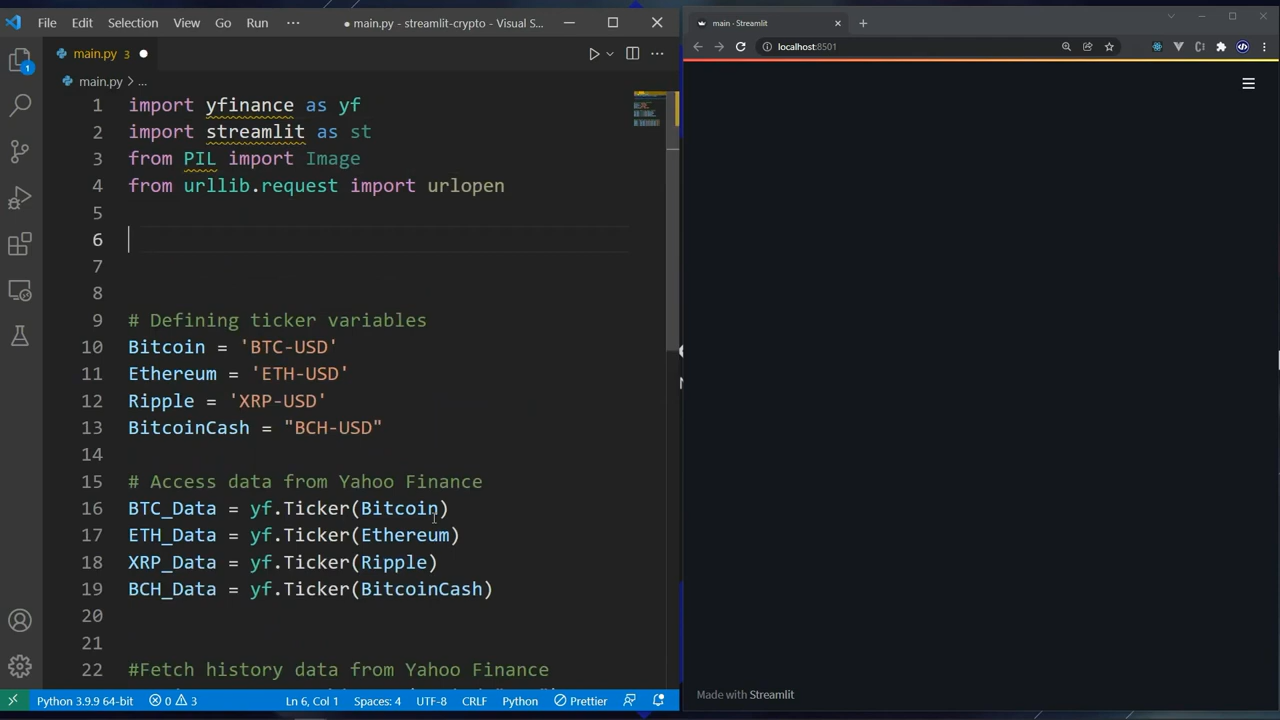 File Edit Selection View Go Run ··· ● main.py - streamlit-crypto - Visual S...
main.py 3 ●
main.py > ...
1 import yfinance as yf
2 import streamlit as st
3 from PIL import Image
4 from urllib.request import urlopen
5
6
7
8
9 # Defining ticker variables
10 Bitcoin = 'BTC-USD'
11 Ethereum = 'ETH-USD'
12 Ripple = 'XRP-USD'
13 BitcoinCash = "BCH-USD"
14
15 # Access data from Yahoo Finance
16 BTC_Data = yf.Ticker(Bitcoin)
17 ETH_Data = yf.Ticker(Ethereum)
18 XRP_Data = yf.Ticker(Ripple)
19 BCH_Data = yf.Ticker(BitcoinCash)
20
21
22 #Fetch history data from Yahoo Finance
1
Python 3.9.9 64-bit 0 3 Ln 6, Col 1 Spaces: 4 UTF-8 CRLF Python Prettier
main · Streamlit
localhost:8501
Made with Streamlit